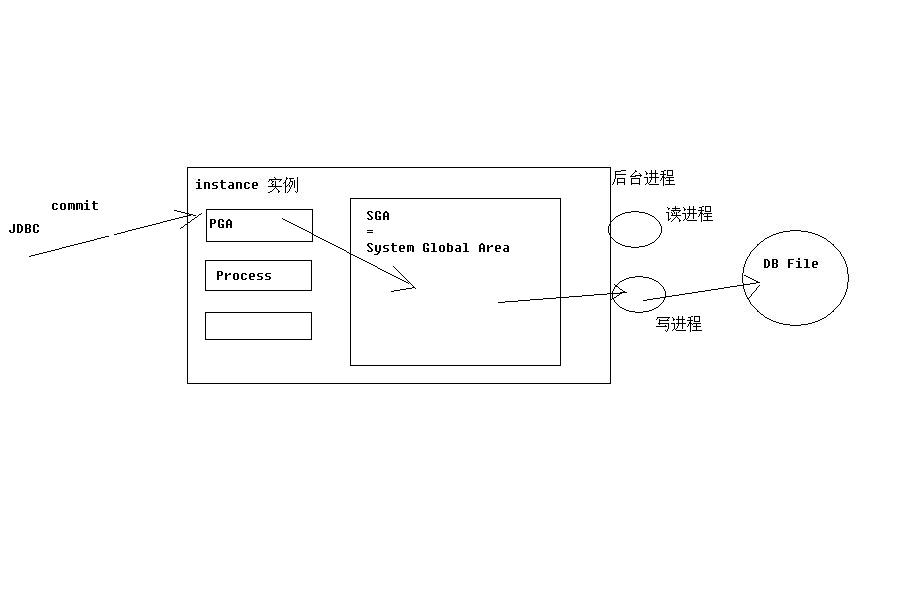 commit
JDBC
instance 实例
PGA
Process
SGA
=
System Global Area
后台进程
读进程
写进程
DB File